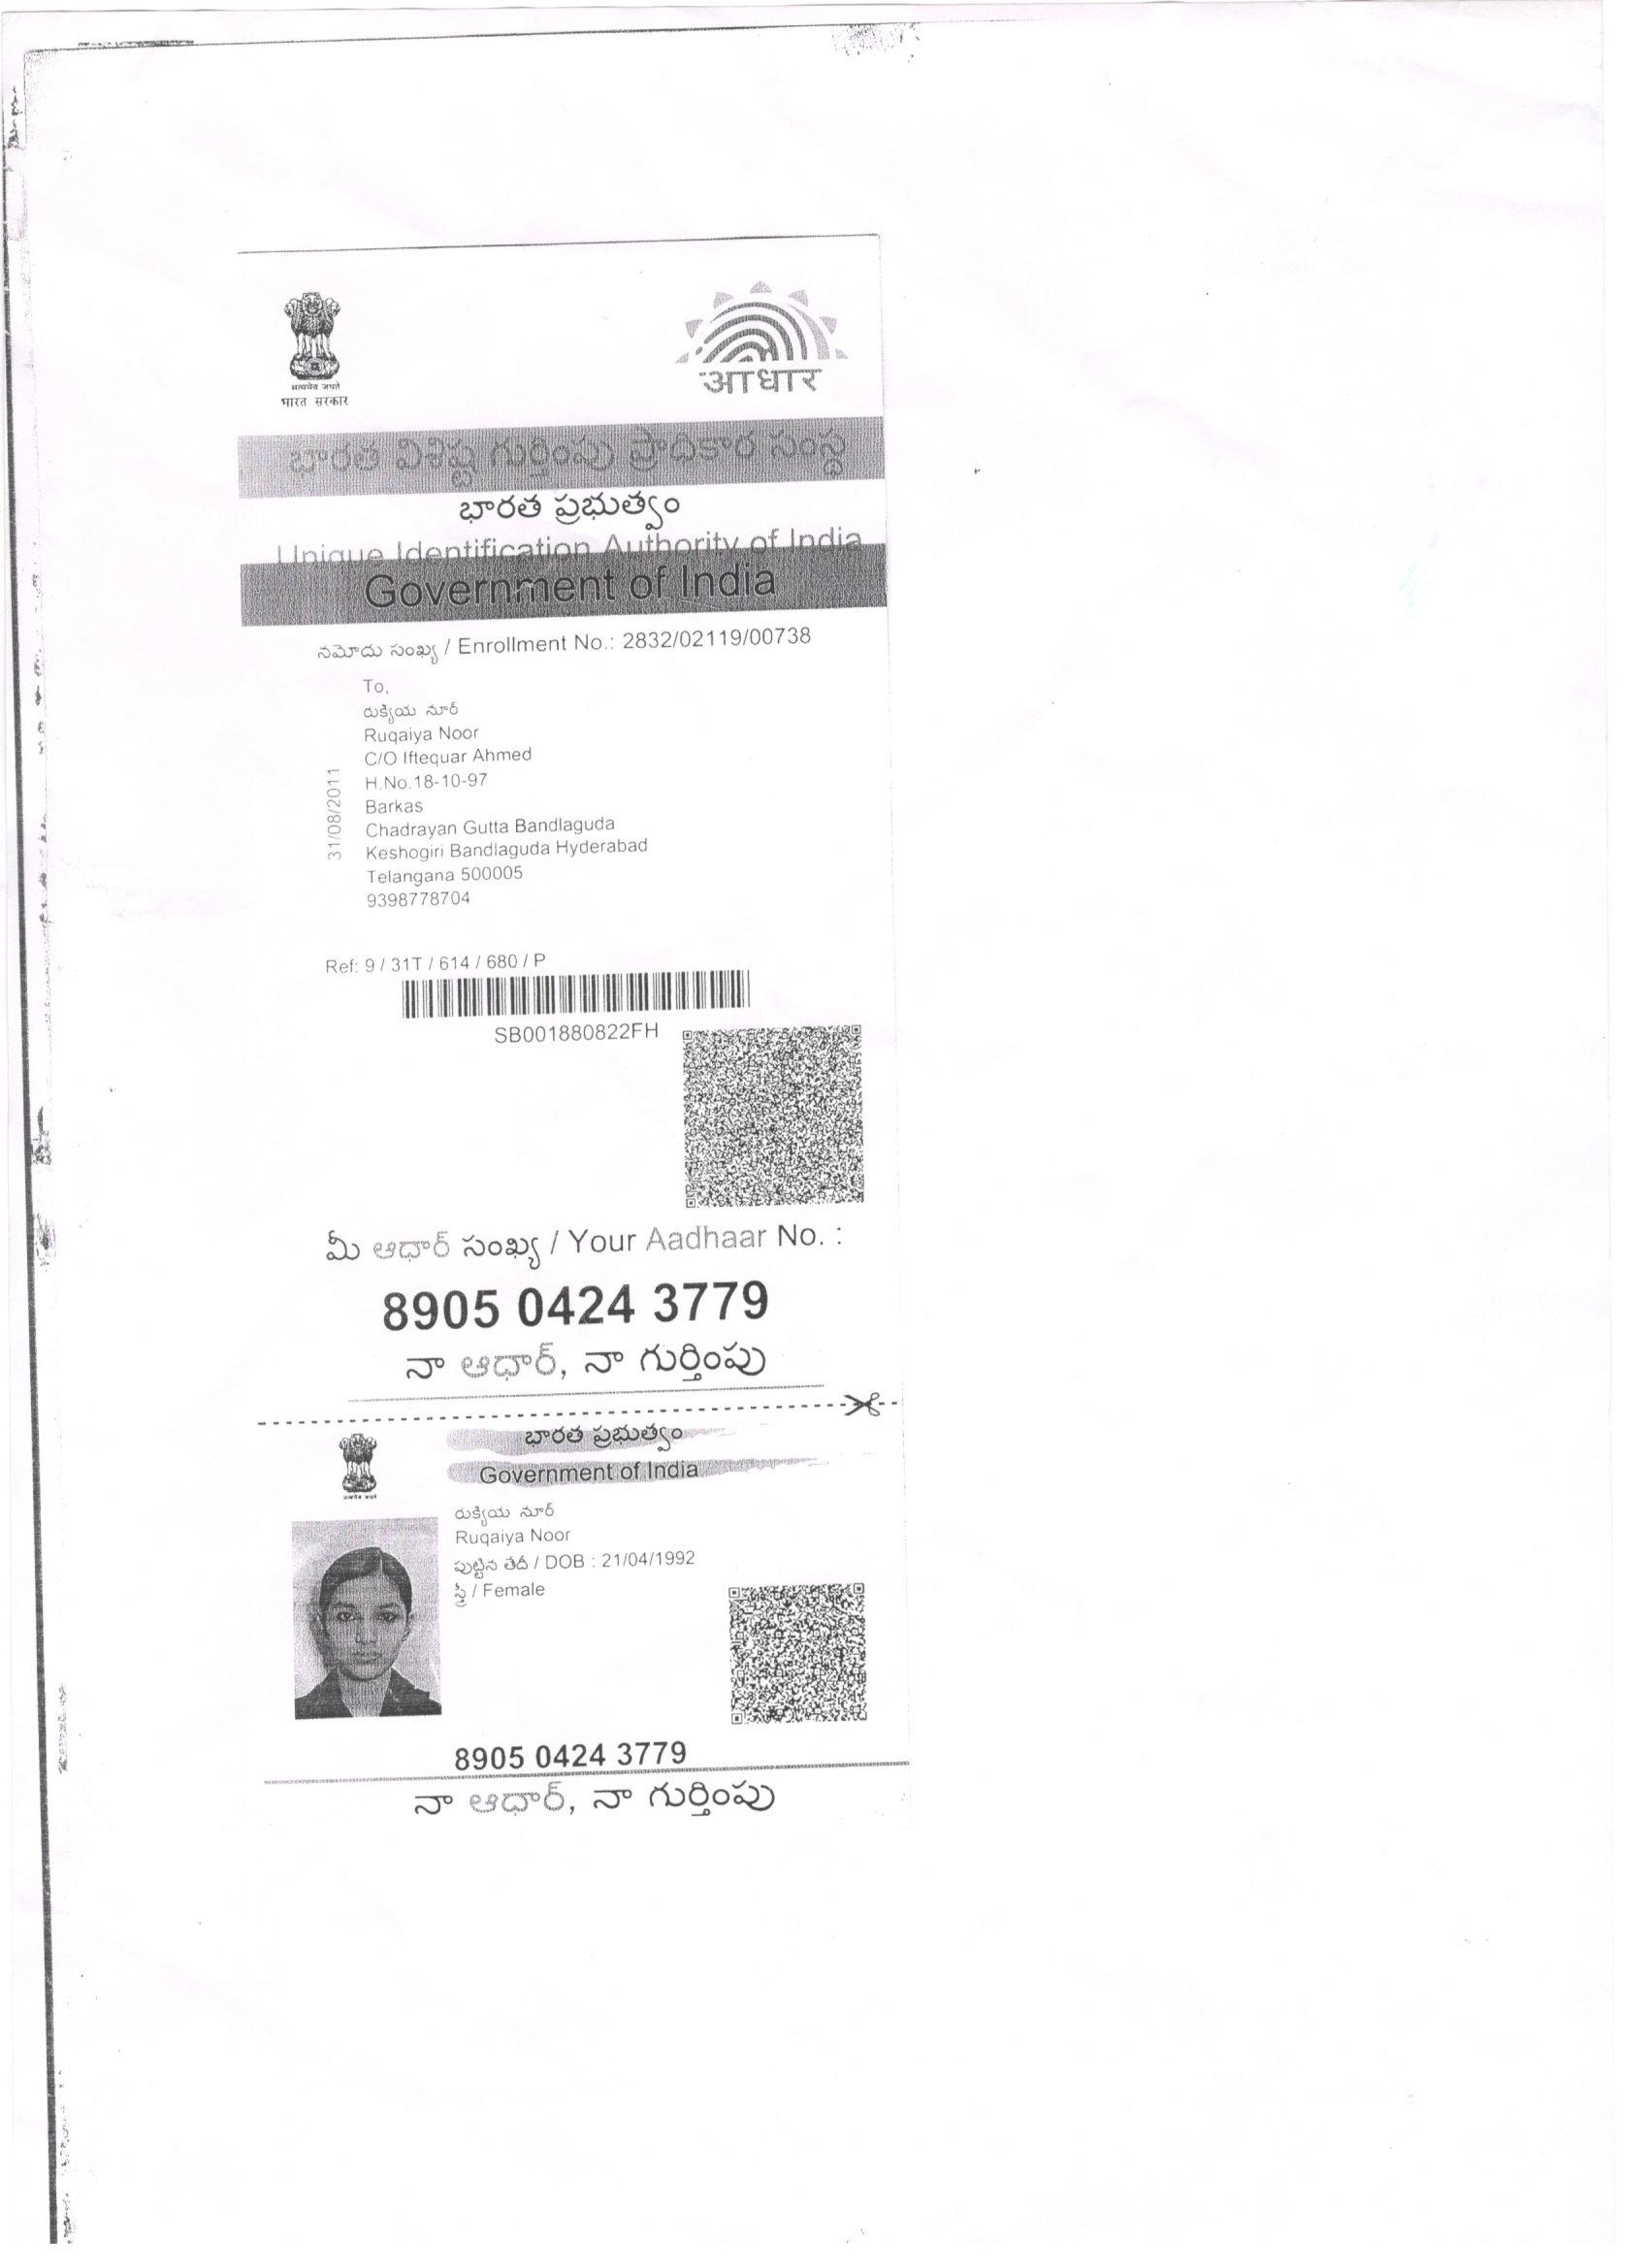 सत्यमेव जयते
भारत सरकार
आधार
భారత విశిష్ట గుర్తింపు ప్రాధికార సంస్థ
భారత ప్రభుత్వం
Unique Identification Authority of India
Government of India
నమోదు సంఖ్య / Enrollment No.: 2832/02119/00738
To,
రుక్యియ నూర్
Ruqaiya Noor
C/O Iftequar Ahmed
H.No.18-10-97
Barkas
Chadrayan Gutta Bandlaguda
Keshogiri Bandlaguda Hyderabad
Telangana 500005
9398778704
31/08/2011
Ref: 9 / 31T / 614 / 680 / P
SB001880822FH
మీ ఆధార్ సంఖ్య / Your Aadhaar No. :
8905 0424 3779
నా ఆధార్, నా గుర్తింపు
భారత ప్రభుత్వం
Government of India
सत्यमेव जयते
రుక్యియ నూర్
Ruqaiya Noor
పుట్టిన తేదీ / DOB : 21/04/1992
స్త్రీ / Female
8905 0424 3779
నా ఆధార్, నా గుర్తింపు